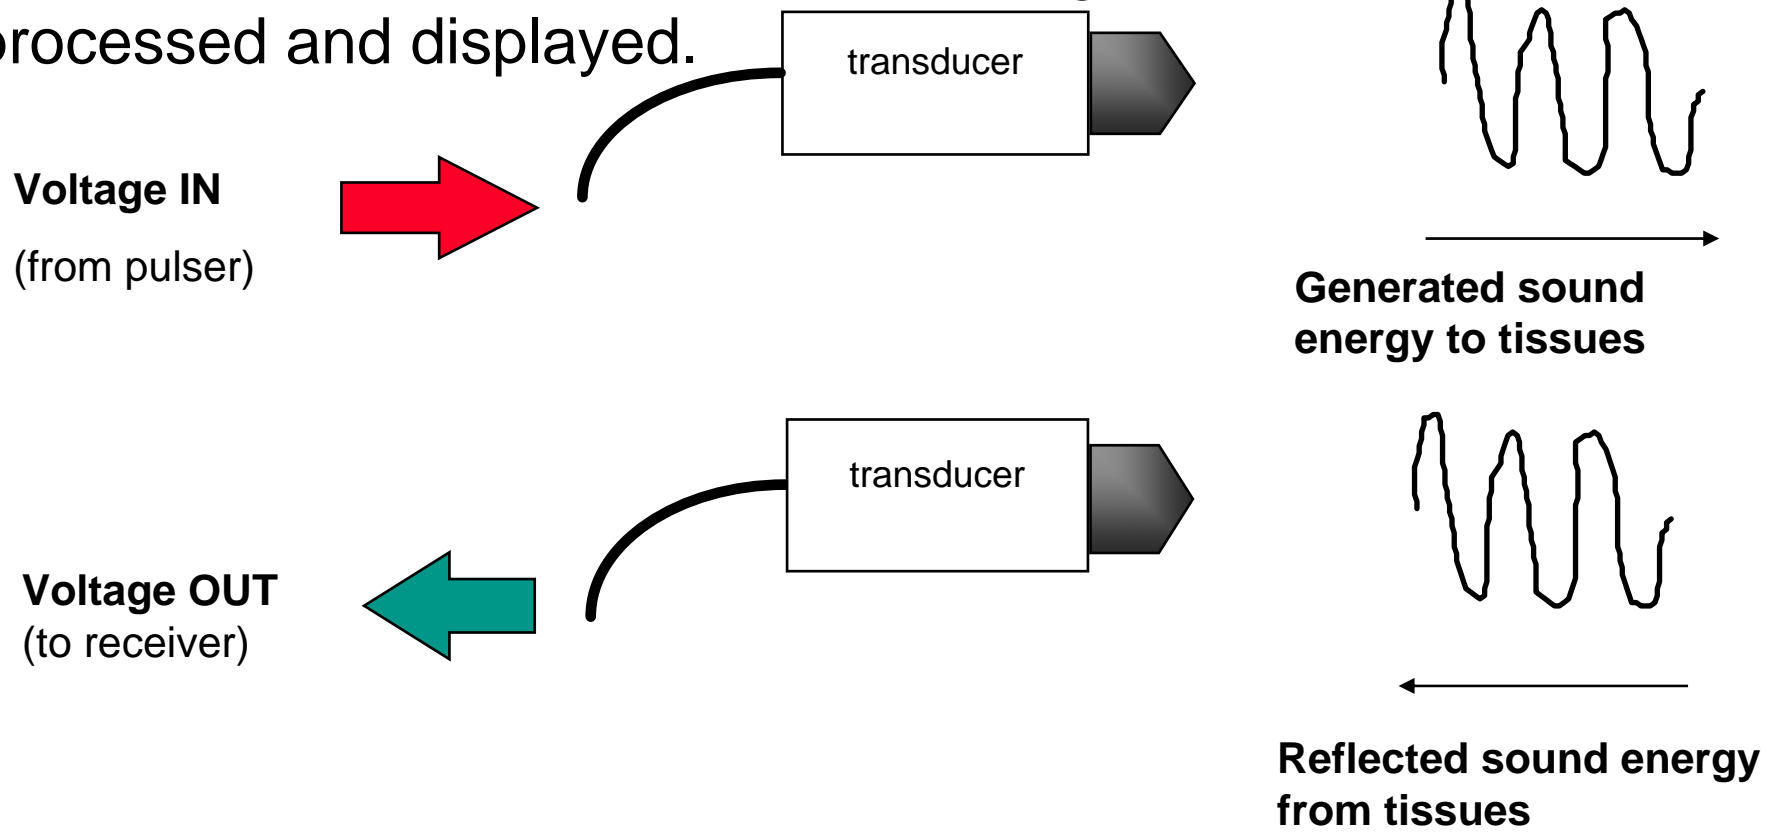 processed and displayed.
transducer
Voltage IN
(from pulser)
Generated sound
energy to tissues
transducer
Voltage OUT
(to receiver)
Reflected sound energy
from tissues